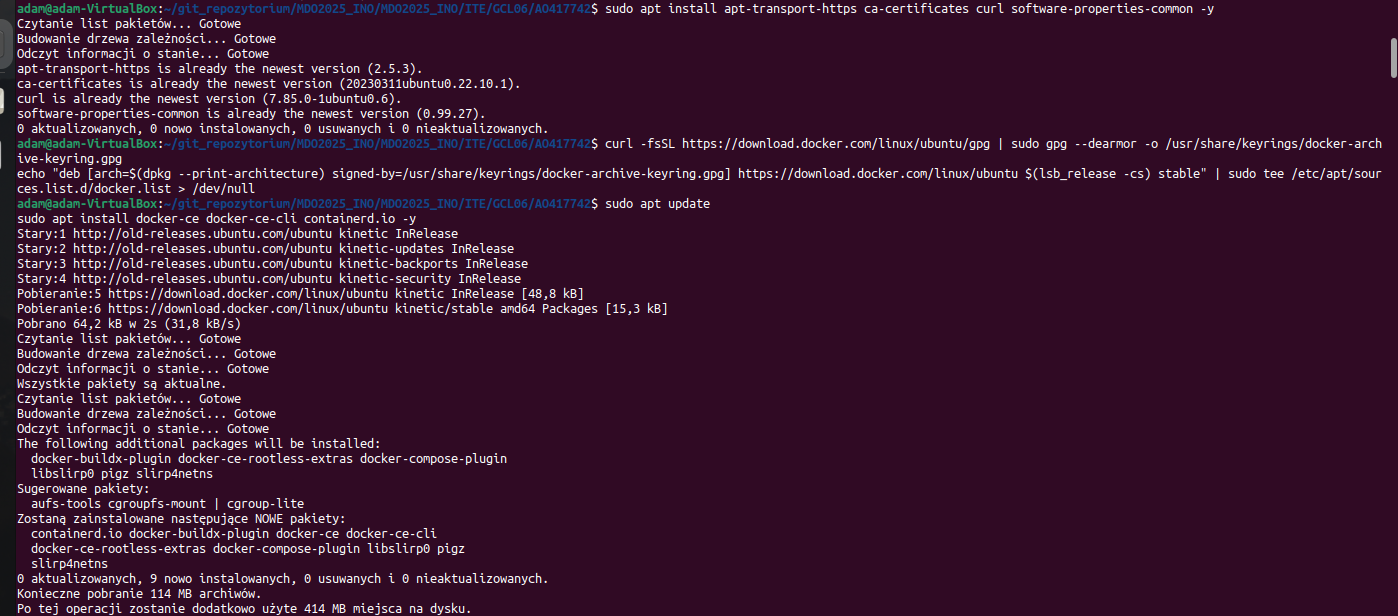 adam@adam-VirtualBox:~/git_repozytorium/MDO2025_INO/MDO2025_INO/ITE/GCL06/AO417742$ sudo apt install apt-transport-https ca-certificates curl software-properties-common -y
Czytanie list pakietów... Gotowe
Budowanie drzewa zależności... Gotowe
Odczyt informacji o stanie... Gotowe
apt-transport-https is already the newest version (2.5.3).
ca-certificates is already the newest version (20230311ubuntu0.22.10.1).
curl is already the newest version (7.85.0-1ubuntu0.6).
software-properties-common is already the newest version (0.99.27).
0 aktualizowanych, 0 nowo instalowanych, 0 usuwanych i 0 nieaktualizowanych.
adam@adam-VirtualBox:~/git_repozytorium/MDO2025_INO/MDO2025_INO/ITE/GCL06/AO417742$ curl -fsSL https://download.docker.com/linux/ubuntu/gpg | sudo gpg --dearmor -o /usr/share/keyrings/docker-arch
ive-keyring.gpg
echo "deb [arch=$(dpkg --print-architecture) signed-by=/usr/share/keyrings/docker-archive-keyring.gpg] https://download.docker.com/linux/ubuntu $(lsb_release -cs) stable" | sudo tee /etc/apt/sour
ces.list.d/docker.list > /dev/null
adam@adam-VirtualBox:~/git_repozytorium/MDO2025_INO/MDO2025_INO/ITE/GCL06/AO417742$ sudo apt update
sudo apt install docker-ce docker-ce-cli containerd.io -y
Stary:1 http://old-releases.ubuntu.com/ubuntu kinetic InRelease
Stary:2 http://old-releases.ubuntu.com/ubuntu kinetic-updates InRelease
Stary:3 http://old-releases.ubuntu.com/ubuntu kinetic-backports InRelease
Stary:4 http://old-releases.ubuntu.com/ubuntu kinetic-security InRelease
Pobieranie:5 https://download.docker.com/linux/ubuntu kinetic InRelease [48,8 kB]
Pobieranie:6 https://download.docker.com/linux/ubuntu kinetic/stable amd64 Packages [15,3 kB]
Pobrano 64,2 kB w 2s (31,8 kB/s)
Czytanie list pakietów... Gotowe
Budowanie drzewa zależności... Gotowe
Odczyt informacji o stanie... Gotowe
Wszystkie pakiety są aktualne.
Czytanie list pakietów... Gotowe
Budowanie drzewa zależności... Gotowe
Odczyt informacji o stanie... Gotowe
The following additional packages will be installed:
  docker-buildx-plugin docker-ce-rootless-extras docker-compose-plugin
  libslirp0 pigz slirp4netns
Sugerowane pakiety:
  aufs-tools cgroupfs-mount | cgroup-lite
Zostaną zainstalowane następujące NOWE pakiety:
  containerd.io docker-buildx-plugin docker-ce docker-ce-cli
  docker-ce-rootless-extras docker-compose-plugin libslirp0 pigz
  slirp4netns
0 aktualizowanych, 9 nowo instalowanych, 0 usuwanych i 0 nieaktualizowanych.
Konieczne pobranie 114 MB archiwów.
Po tej operacji zostanie dodatkowo użyte 414 MB miejsca na dysku.